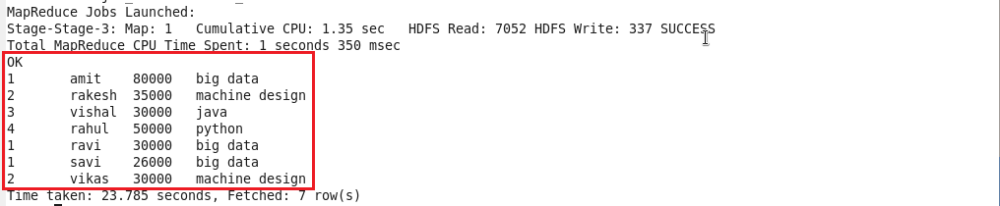 MapReduce Jobs Launched:
Stage-Stage-3: Map: 1   Cumulative CPU: 1.35 sec   HDFS Read: 7052 HDFS Write: 337 SUCCESS
Total MapReduce CPU Time Spent: 1 seconds 350 msec
OK
1       amit    80000   big data
2       rakesh  35000   machine design
3       vishal  30000   java
4       rahul   50000   python
1       ravi    30000   big data
1       savi    26000   big data
2       vikas   30000   machine design
Time taken: 23.785 seconds, Fetched: 7 row(s)